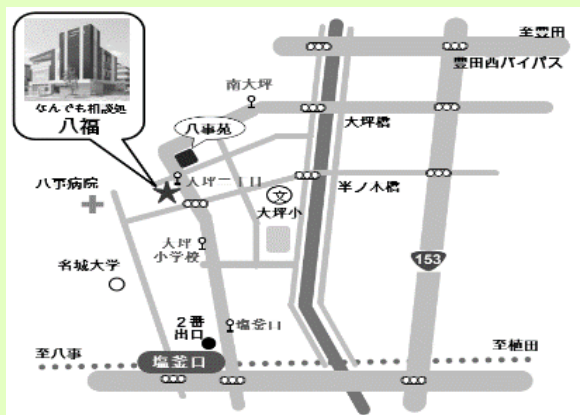 なんでも相談処
八福
至豊田
豊田西バイパス
南大坪
大坪橋
八事苑
大坪二丁目
八事病院
半ノ木橋
文
大坪小
大坪
小学校
名城大学
153
2番
出口
塩釜口
至八事
塩釜口
至植田